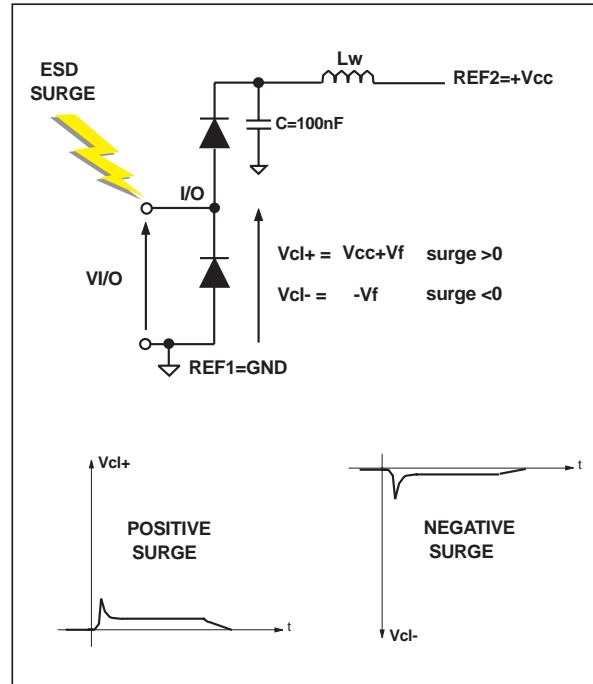 ESD
SURGE
Lw
REF2=+Vcc
C=100nF
I/O
VI/O
Vcl+ = Vcc+Vf surge >0
Vcl- = -Vf surge <0
REF1=GND
Vcl+
POSITIVE
SURGE
t
t
NEGATIVE
SURGE
Vcl-